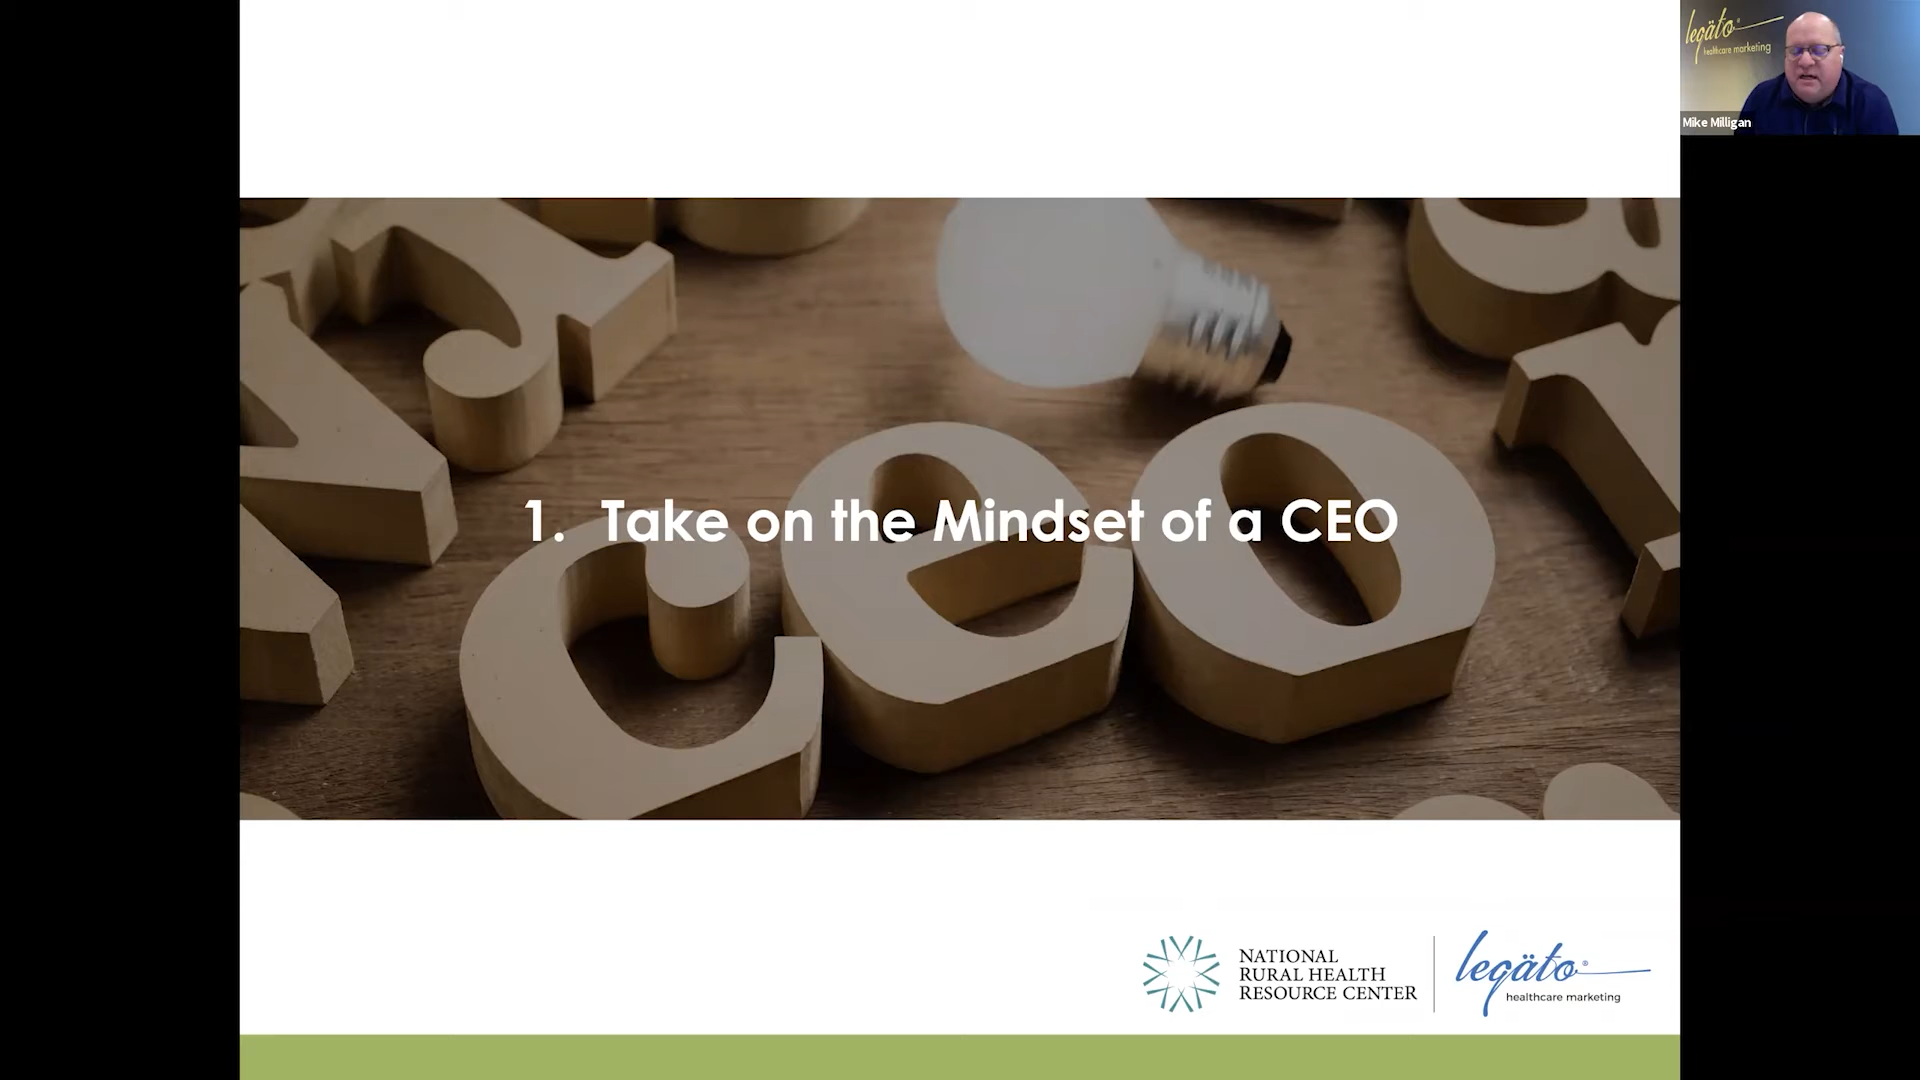 legäto®
healthcare marketing
Mike Milligan
1. Take on the Mindset of a CEO
ceo
NATIONAL
RURAL HEALTH
RESOURCE CENTER
legäto®
healthcare marketing